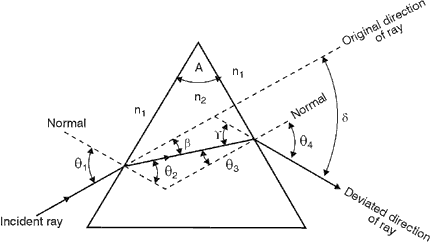 Original direction
of ray
A
n1
n1
n2
Normal
Normal
β
ϒ
δ
θ1
θ2
θ3
θ4
Incident ray
Deviated direction
of ray